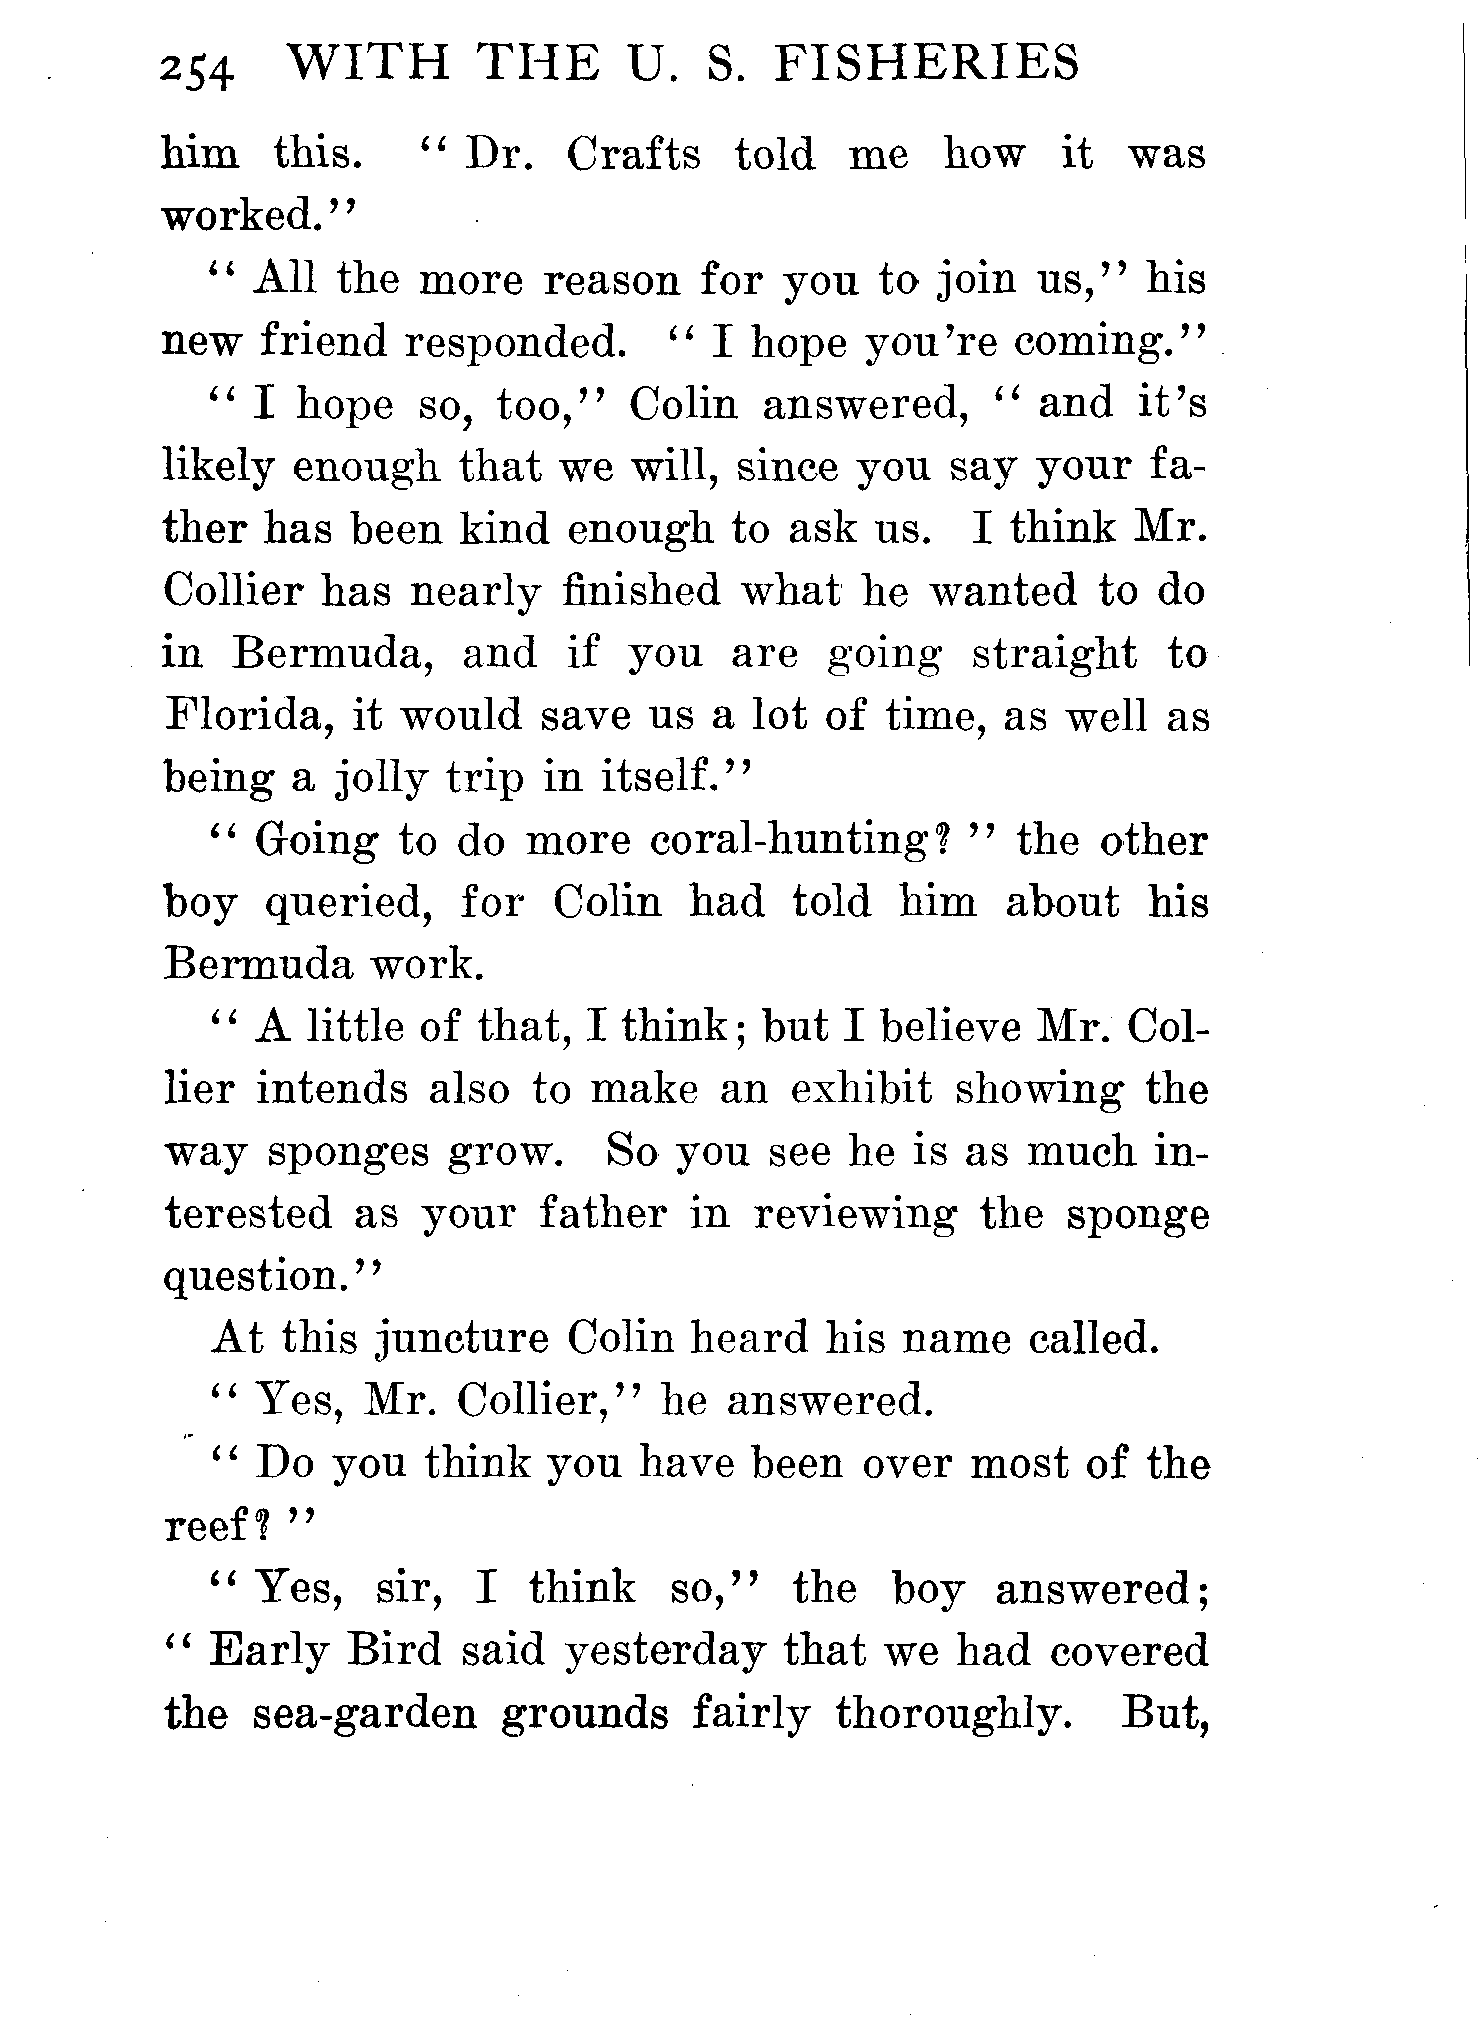 254 WITH THE U. S. FISHERIES
him this. “ Dr. Crafts told me how it was
worked.”
“ All the more reason for you to join us,” his
new friend responded. “ I hope you're coming.”
“ I hope so, too,” Colin answered, “ and it's
likely enough that we will, since you say your fa-
ther has been kind enough to ask us. I think Mr.
Collier has nearly finished what he wanted to do
in Bermuda, and if you are going straight to
Florida, it would save us a lot of time, as well as
being a jolly trip in itself.”
“ Going to do more coral-hunting? ” the other
boy queried, for Colin had told him about his
Bermuda work.
“ A little of that, I think; but I believe Mr. Col-
lier intends also to make an exhibit showing the
way sponges grow. So you see he is as much in-
terested as your father in reviewing the sponge
question.”
At this juncture Colin heard his name called.
“ Yes, Mr. Collier,” he answered.
“ Do you think you have been over most of the
reef? ”
“ Yes, sir, I think so,” the boy answered;
“ Early Bird said yesterday that we had covered
the sea-garden grounds fairly thoroughly. But,